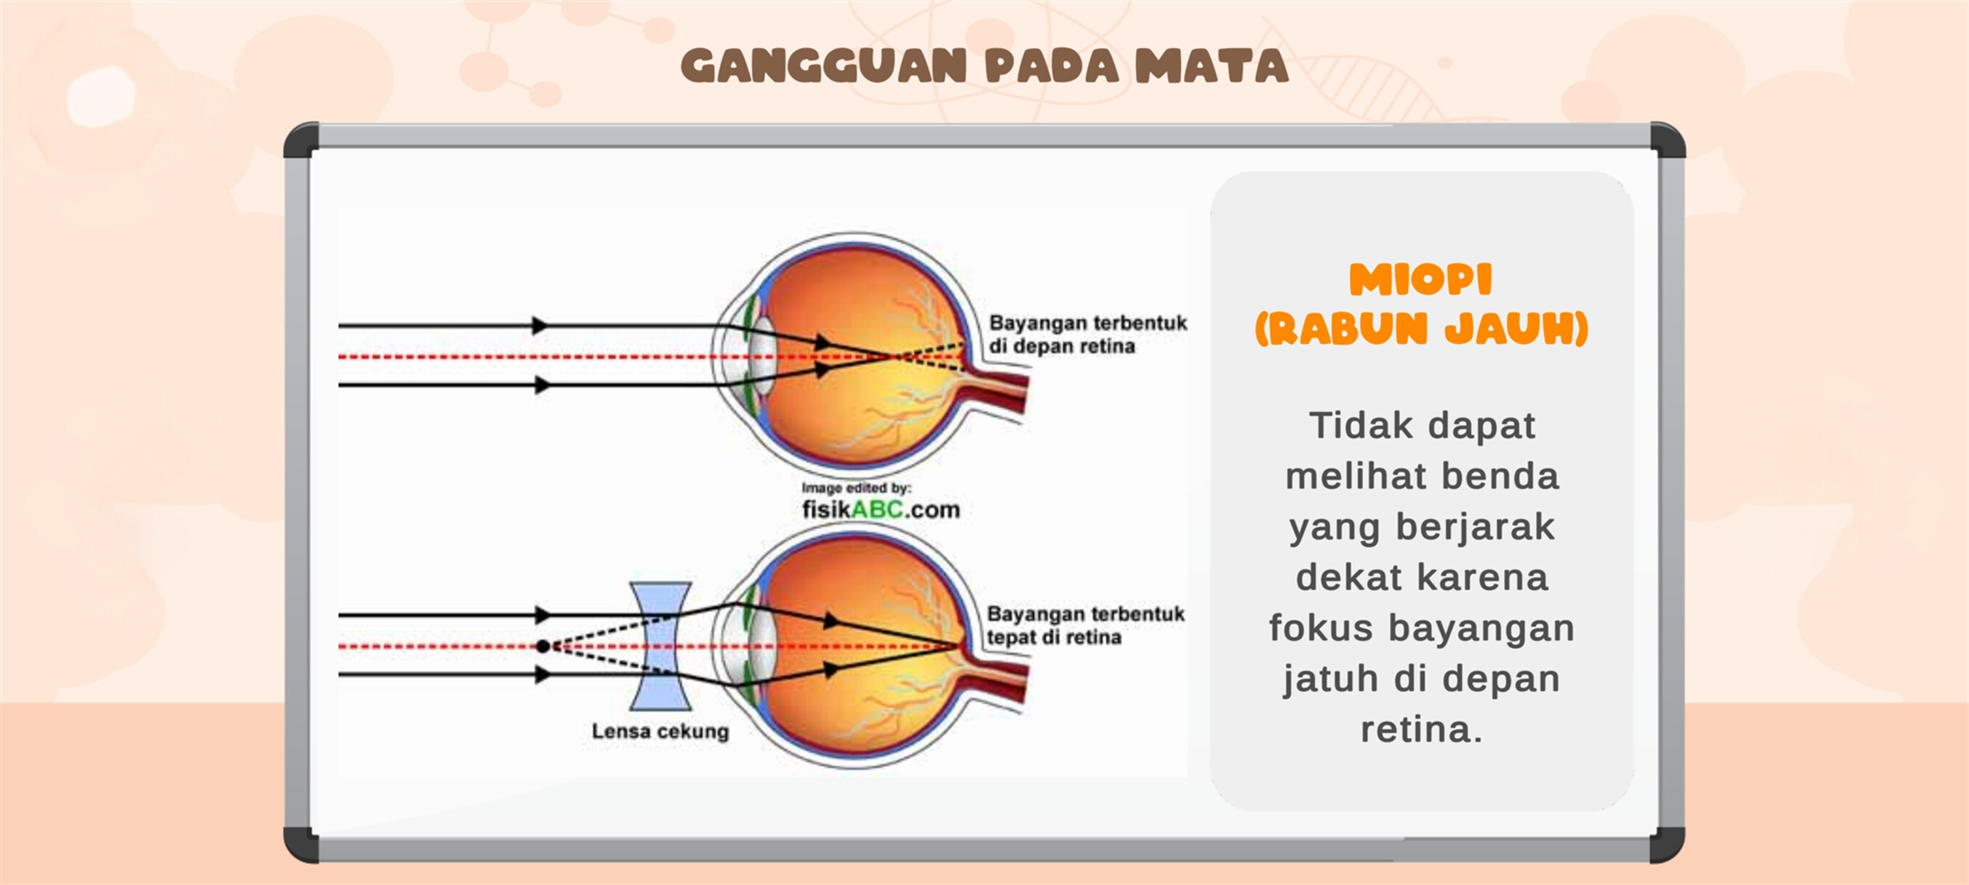 GANGGUAN PADA MATA
Bayangan terbentuk
di depan retina
Image edited by:
fisikABC.com
Bayangan terbentuk
tepat di retina
Lensa cekung
MIOPI
(RABUN JAUH)
Tidak dapat
melihat benda
yang berjarak
dekat karena
fokus bayangan
jatuh di depan
retina.